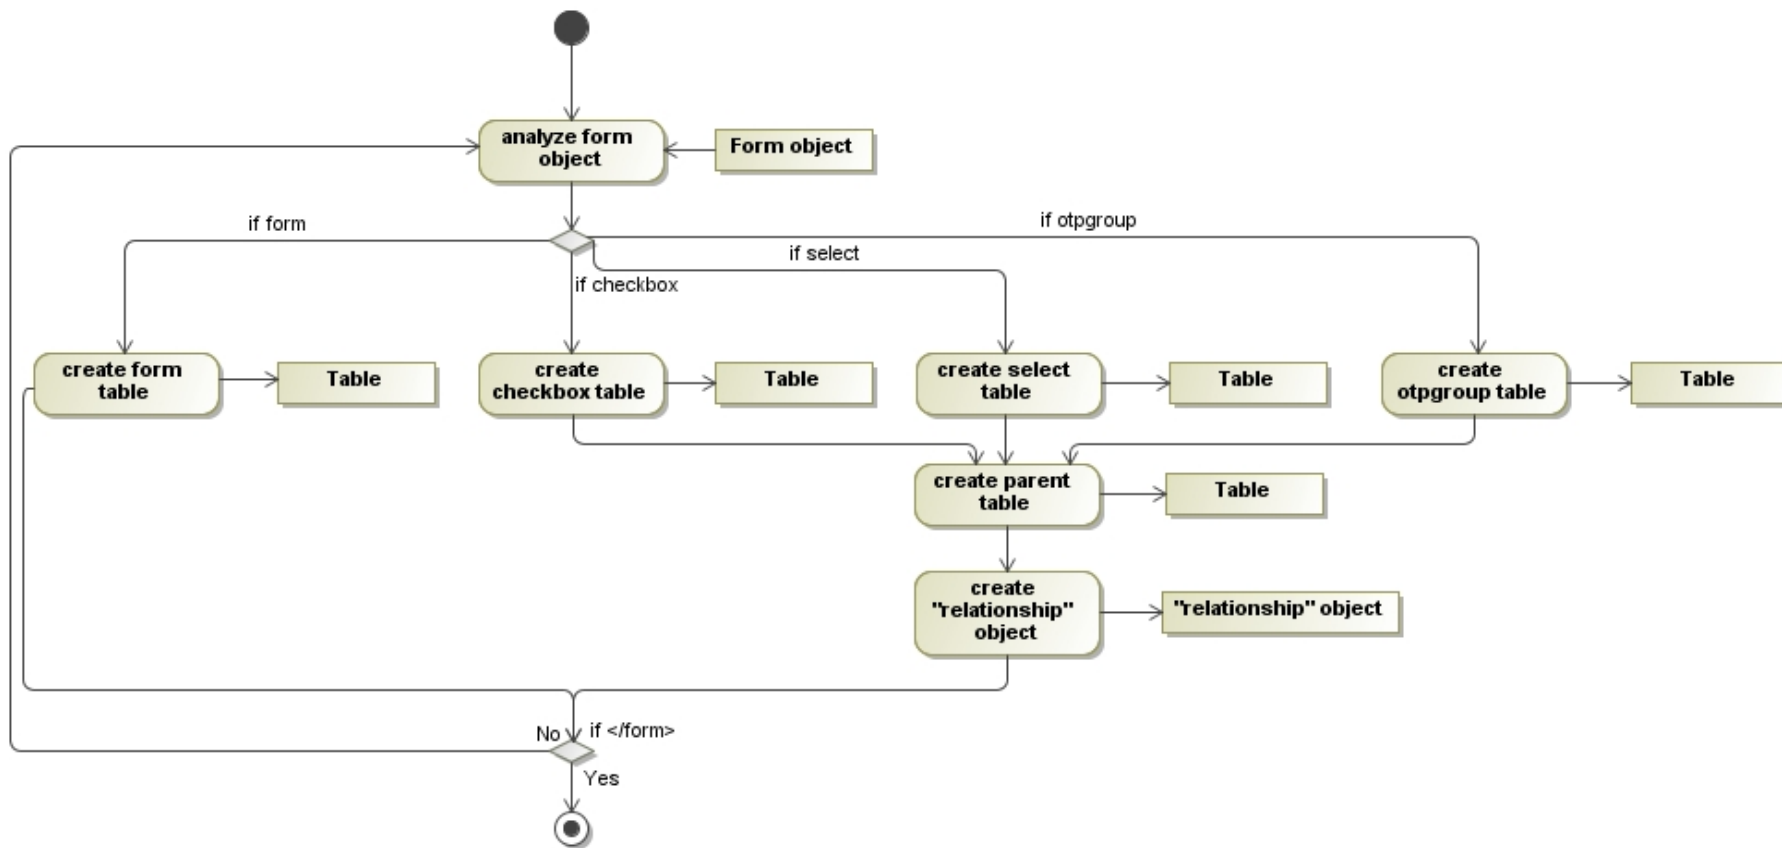 analyze form
object
Form object
if form
if otpgroup
if select
if checkbox
create form
table
Table
create
checkbox table
Table
create select
table
Table
create
otpgroup table
Table
create parent
table
Table
create
"relationship"
object
"relationship" object
No
if </form>
Yes